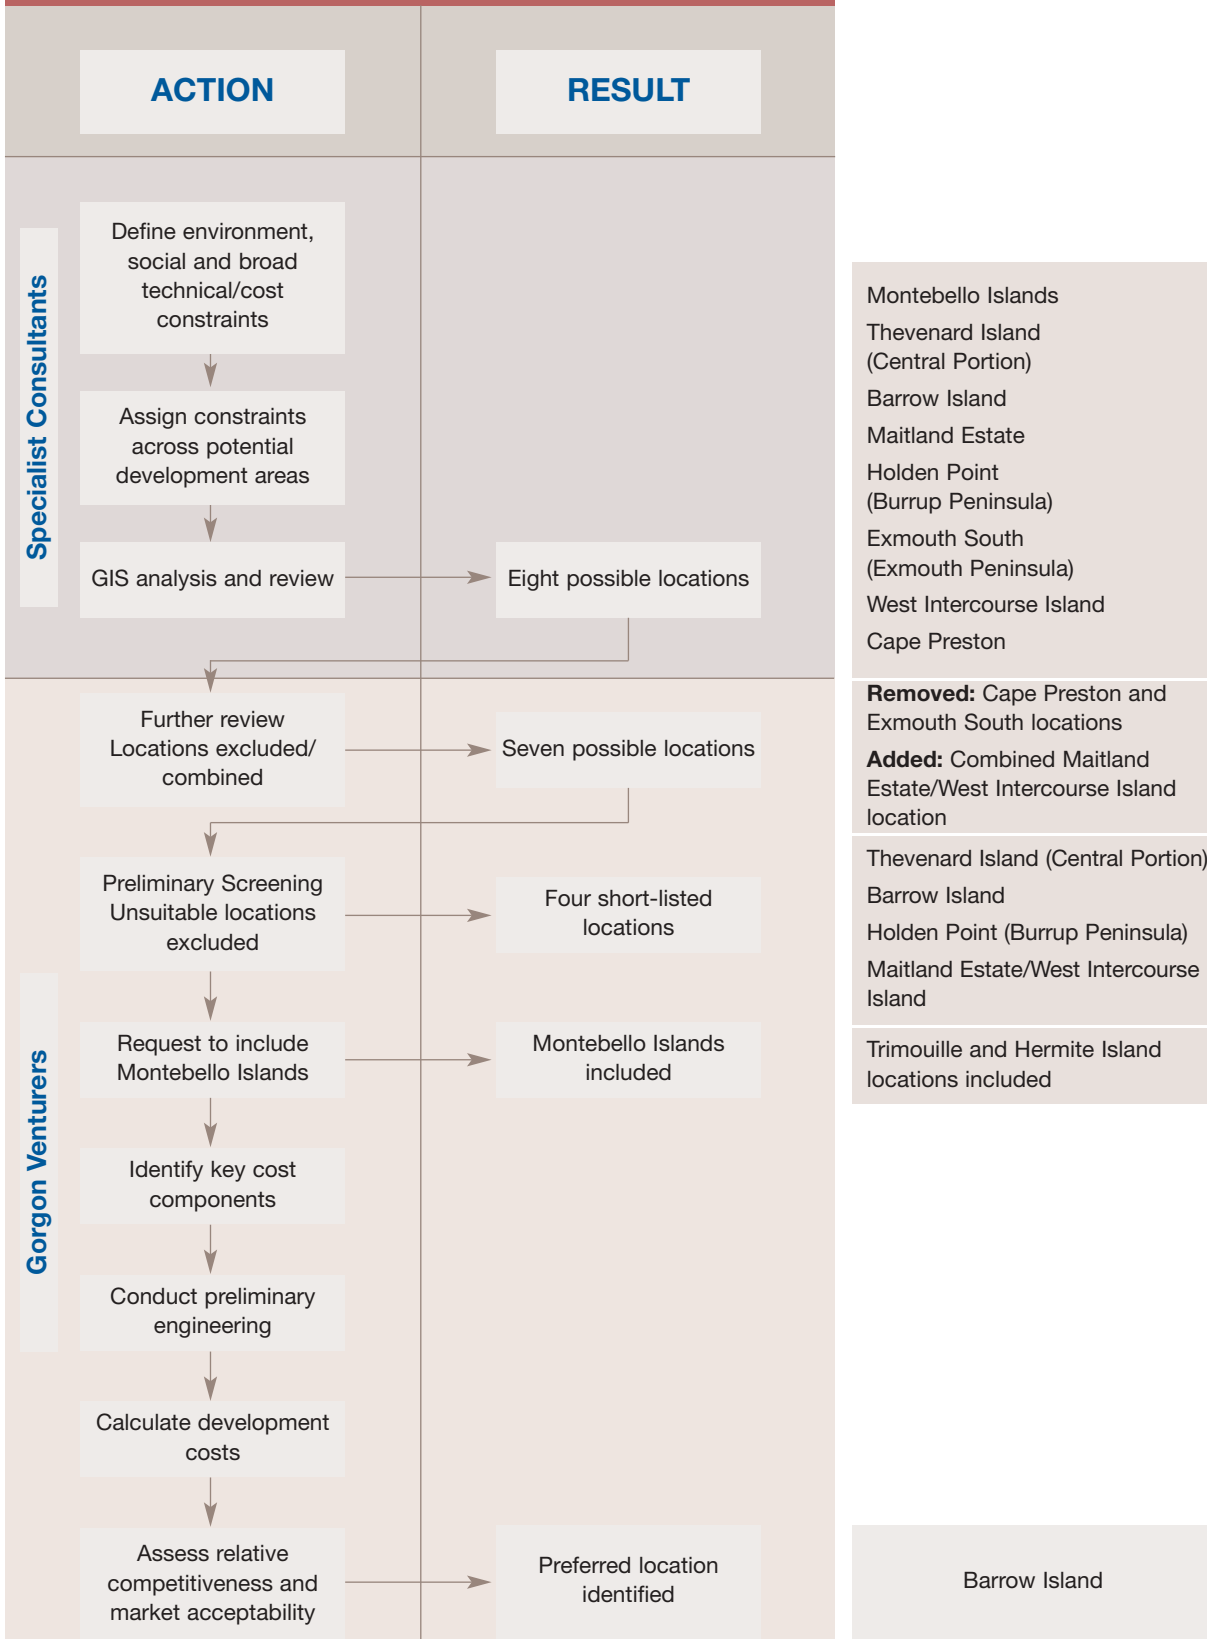 ACTION
RESULT
Specialist Consultants
Define environment,
social and broad
technical/cost
constraints
Assign constraints
across potential
development areas
GIS analysis and review
Eight possible locations
Montebello Islands
Thevenard Island
(Central Portion)
Barrow Island
Maitland Estate
Holden Point
(Burrup Peninsula)
Exmouth South
(Exmouth Peninsula)
West Intercourse Island
Cape Preston
Gorgon Venturers
Further review
Locations excluded/
combined
Seven possible locations
Removed: Cape Preston and
Exmouth South locations
Added: Combined Maitland
Estate/West Intercourse Island
location
Preliminary Screening
Unsuitable locations
excluded
Four short-listed
locations
Thevenard Island (Central Portion)
Barrow Island
Holden Point (Burrup Peninsula)
Maitland Estate/West Intercourse
Island
Request to include
Montebello Islands
Montebello Islands
included
Trimouille and Hermite Island
locations included
Identify key cost
components
Conduct preliminary
engineering
Calculate development
costs
Assess relative
competitiveness and
market acceptability
Preferred location
identified
Barrow Island